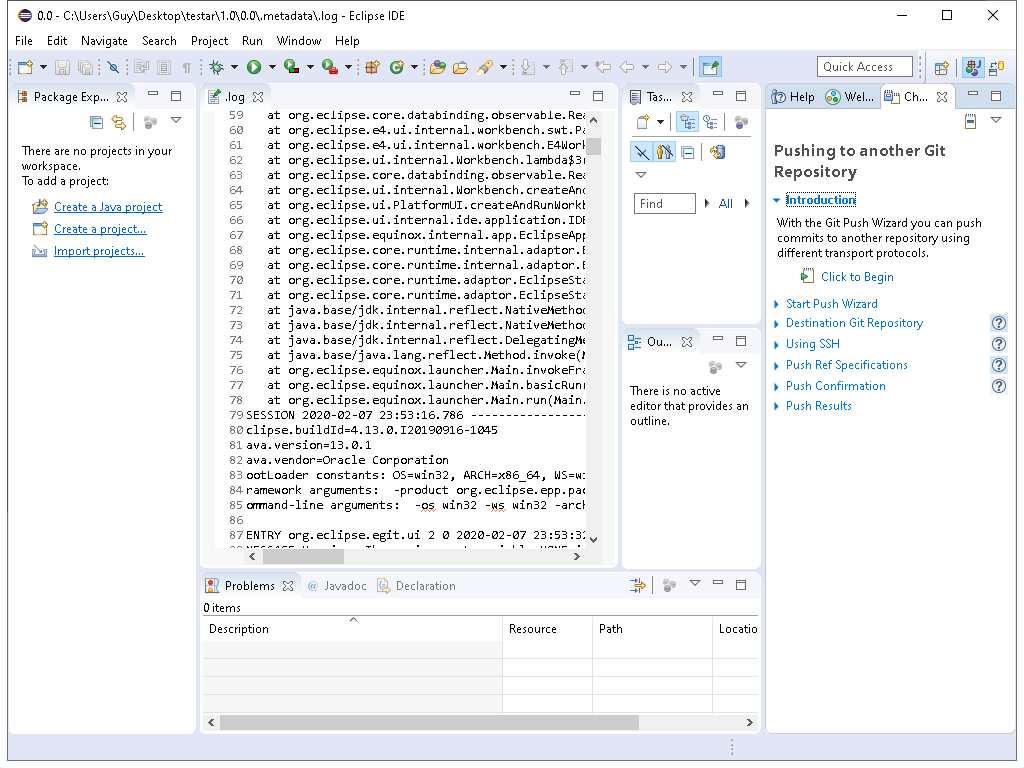 0.0 - C:\Users\Guy\Desktop\testar\1.0\0.0\.metadata\.log - Eclipse IDE
File Edit Navigate Search Project Run Window Help
Quick Access
Package Exp...
There are no projects in your
workspace.
To add a project:
Create a Java project
Create a project...
Import projects...
.log
59 at org.eclipse.core.databinding.observable.Rea
60 at org.eclipse.e4.ui.internal.workbench.swt.Pa
61 at org.eclipse.e4.ui.internal.workbench.E4Work
62 at org.eclipse.ui.internal.Workbench.lambda$3(
63 at org.eclipse.core.databinding.observable.Rea
64 at org.eclipse.ui.internal.Workbench.createAnd
65 at org.eclipse.ui.PlatformUI.createAndRunWorkb
66 at org.eclipse.ui.internal.ide.application.IDE
67 at org.eclipse.equinox.internal.app.EclipseApp
68 at org.eclipse.core.runtime.internal.adaptor.E
69 at org.eclipse.core.runtime.internal.adaptor.E
70 at org.eclipse.core.runtime.adaptor.EclipseSta
71 at org.eclipse.core.runtime.adaptor.EclipseSta
72 at java.base/jdk.internal.reflect.NativeMethod
73 at java.base/jdk.internal.reflect.NativeMethod
74 at java.base/jdk.internal.reflect.DelegatingMe
75 at java.base/java.lang.reflect.Method.invoke(M
76 at org.eclipse.equinox.launcher.Main.invokeFra
77 at org.eclipse.equinox.launcher.Main.basicRun(
78 at org.eclipse.equinox.launcher.Main.run(Main.
79 SESSION 2020-02-07 23:53:16.786 -----------------
80 clipse.buildId=4.13.0.I20190916-1045
81 ava.version=13.0.1
82 ava.vendor=Oracle Corporation
83 ootLoader constants: OS=win32, ARCH=x86_64, WS=wi
84 ramework arguments:  -product org.eclipse.epp.pac
85 ommand-line arguments:  -os win32 -ws win32 -arch
86
87 ENTRY org.eclipse.egit.ui 2 0 2020-02-07 23:53:32
Tas...
Find
All
Ou...
There is no active
editor that provides an
outline.
Help Wel... Ch...
Pushing to another Git
Repository
Introduction
With the Git Push Wizard you can push
commits to another repository using
different transport protocols.
Click to Begin
Start Push Wizard
Destination Git Repository
Using SSH
Push Ref Specifications
Push Confirmation
Push Results
Problems Javadoc Declaration
0 items
Description Resource Path Locatio